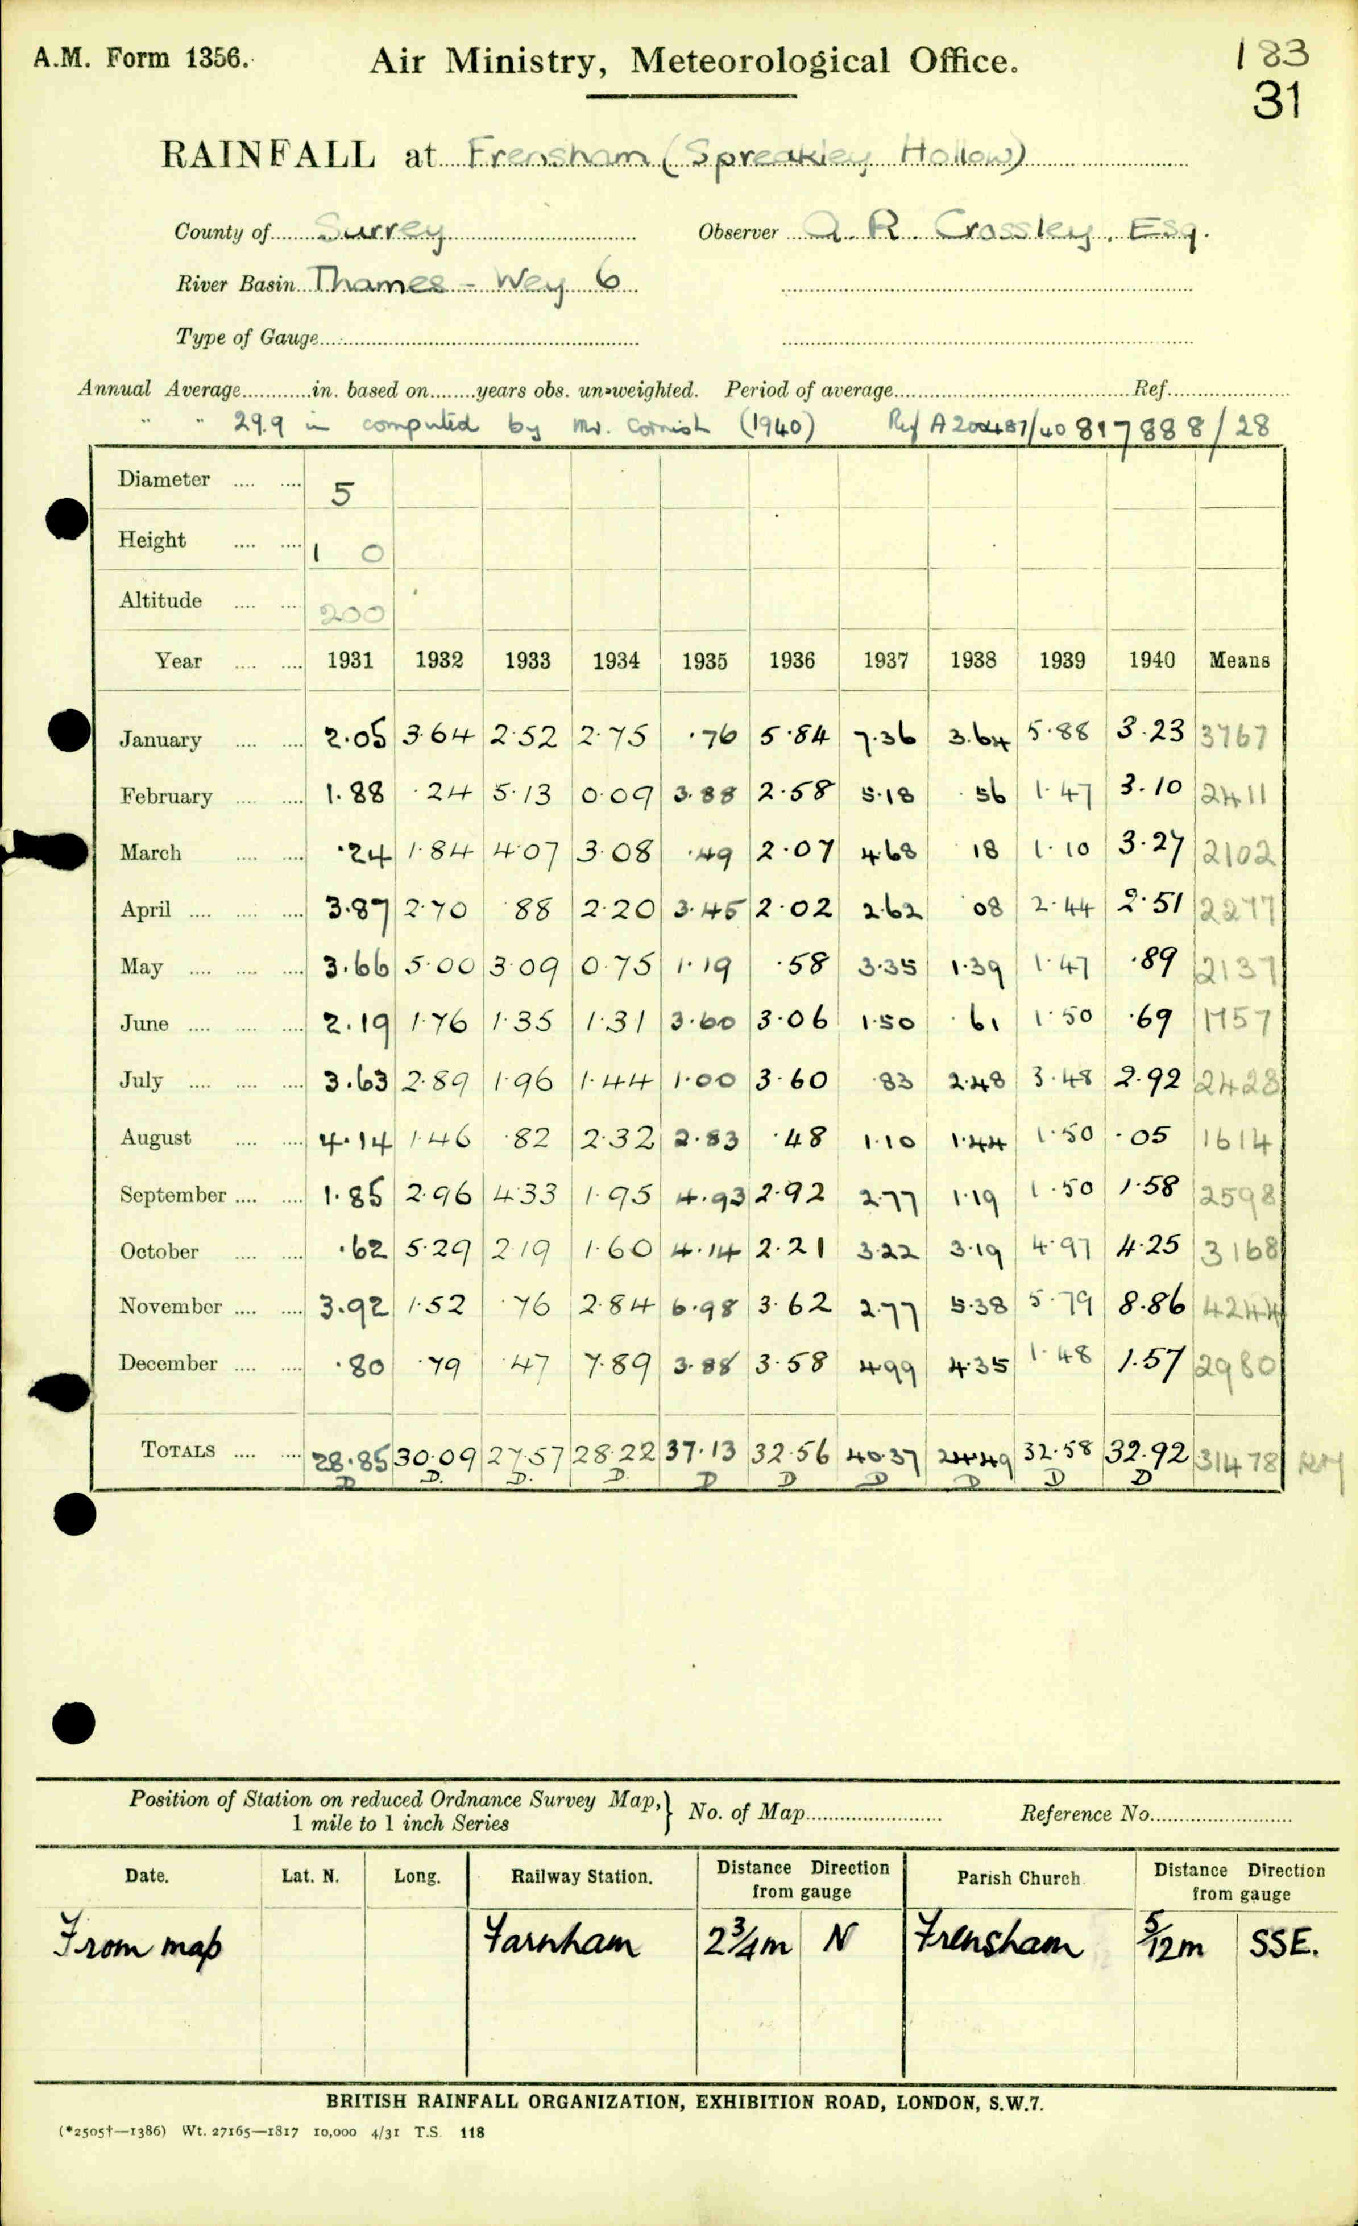 A.M. Form 1356.
Air Ministry, Meteorological Office.
183
31
RAINFALL at Frensham (Spreakley Hollow)
County of Surrey Observer A. R. Crossley, Esq.
River Basin Thames - Wey 6
Type of Gauge
Annual Average in. based on years obs. un-weighted. Period of average Ref.
" " 29.9 in computed by Mr. Cornish (1940) Ref A200487/40 817888/28
Diameter 5
Height 1 0
Altitude 200
Year 1931 1932 1933 1934 1935 1936 1937 1938 1939 1940 Means
January 2.05 3.64 2.52 2.75 .76 5.84 7.36 3.64 5.88 3.23 3767
February 1.88 .24 5.13 0.09 3.88 2.58 5.18 .56 1.47 3.10 2411
March .24 1.84 4.07 3.08 .49 2.07 4.68 18 1.10 3.27 2102
April 3.87 2.70 .88 2.20 3.45 2.02 2.62 08 2.44 2.51 2277
May 3.66 5.00 3.09 0.75 1.19 .58 3.35 1.39 1.47 .89 2137
June 2.19 1.76 1.35 1.31 3.60 3.06 1.50 .61 1.50 .69 1757
July 3.63 2.89 1.96 1.44 1.00 3.60 .83 2.48 3.48 2.92 2423
August 4.14 1.46 .82 2.32 2.83 .48 1.10 1.44 1.50 .05 1614
September 1.85 2.96 4.33 1.95 4.93 2.92 2.77 1.19 1.50 1.58 2598
October .62 5.29 2.19 1.60 4.14 2.21 3.22 3.19 4.97 4.25 3168
November 3.92 1.52 .76 2.84 6.98 3.62 2.77 5.38 5.79 8.86 4244
December .80 .79 .47 7.89 3.88 3.58 4.99 4.35 1.48 1.57 2980
TOTALS 28.85 30.09 27.57 28.22 37.13 32.56 40.37 24.49 32.58 32.92 31478
D D. D. D. D D D D D D
Position of Station on reduced Ordnance Survey Map, } No. of Map Reference No.
1 mile to 1 inch Series
Date. Lat. N. Long. Railway Station. Distance Direction from gauge Parish Church Distance Direction from gauge
From map Farnham 2¾m N Frensham 5/12m SSE.
BRITISH RAINFALL ORGANIZATION, EXHIBITION ROAD, LONDON, S.W.7.
(*2505†—1386) Wt. 27165—1817 10,000 4/31 T.S. 118